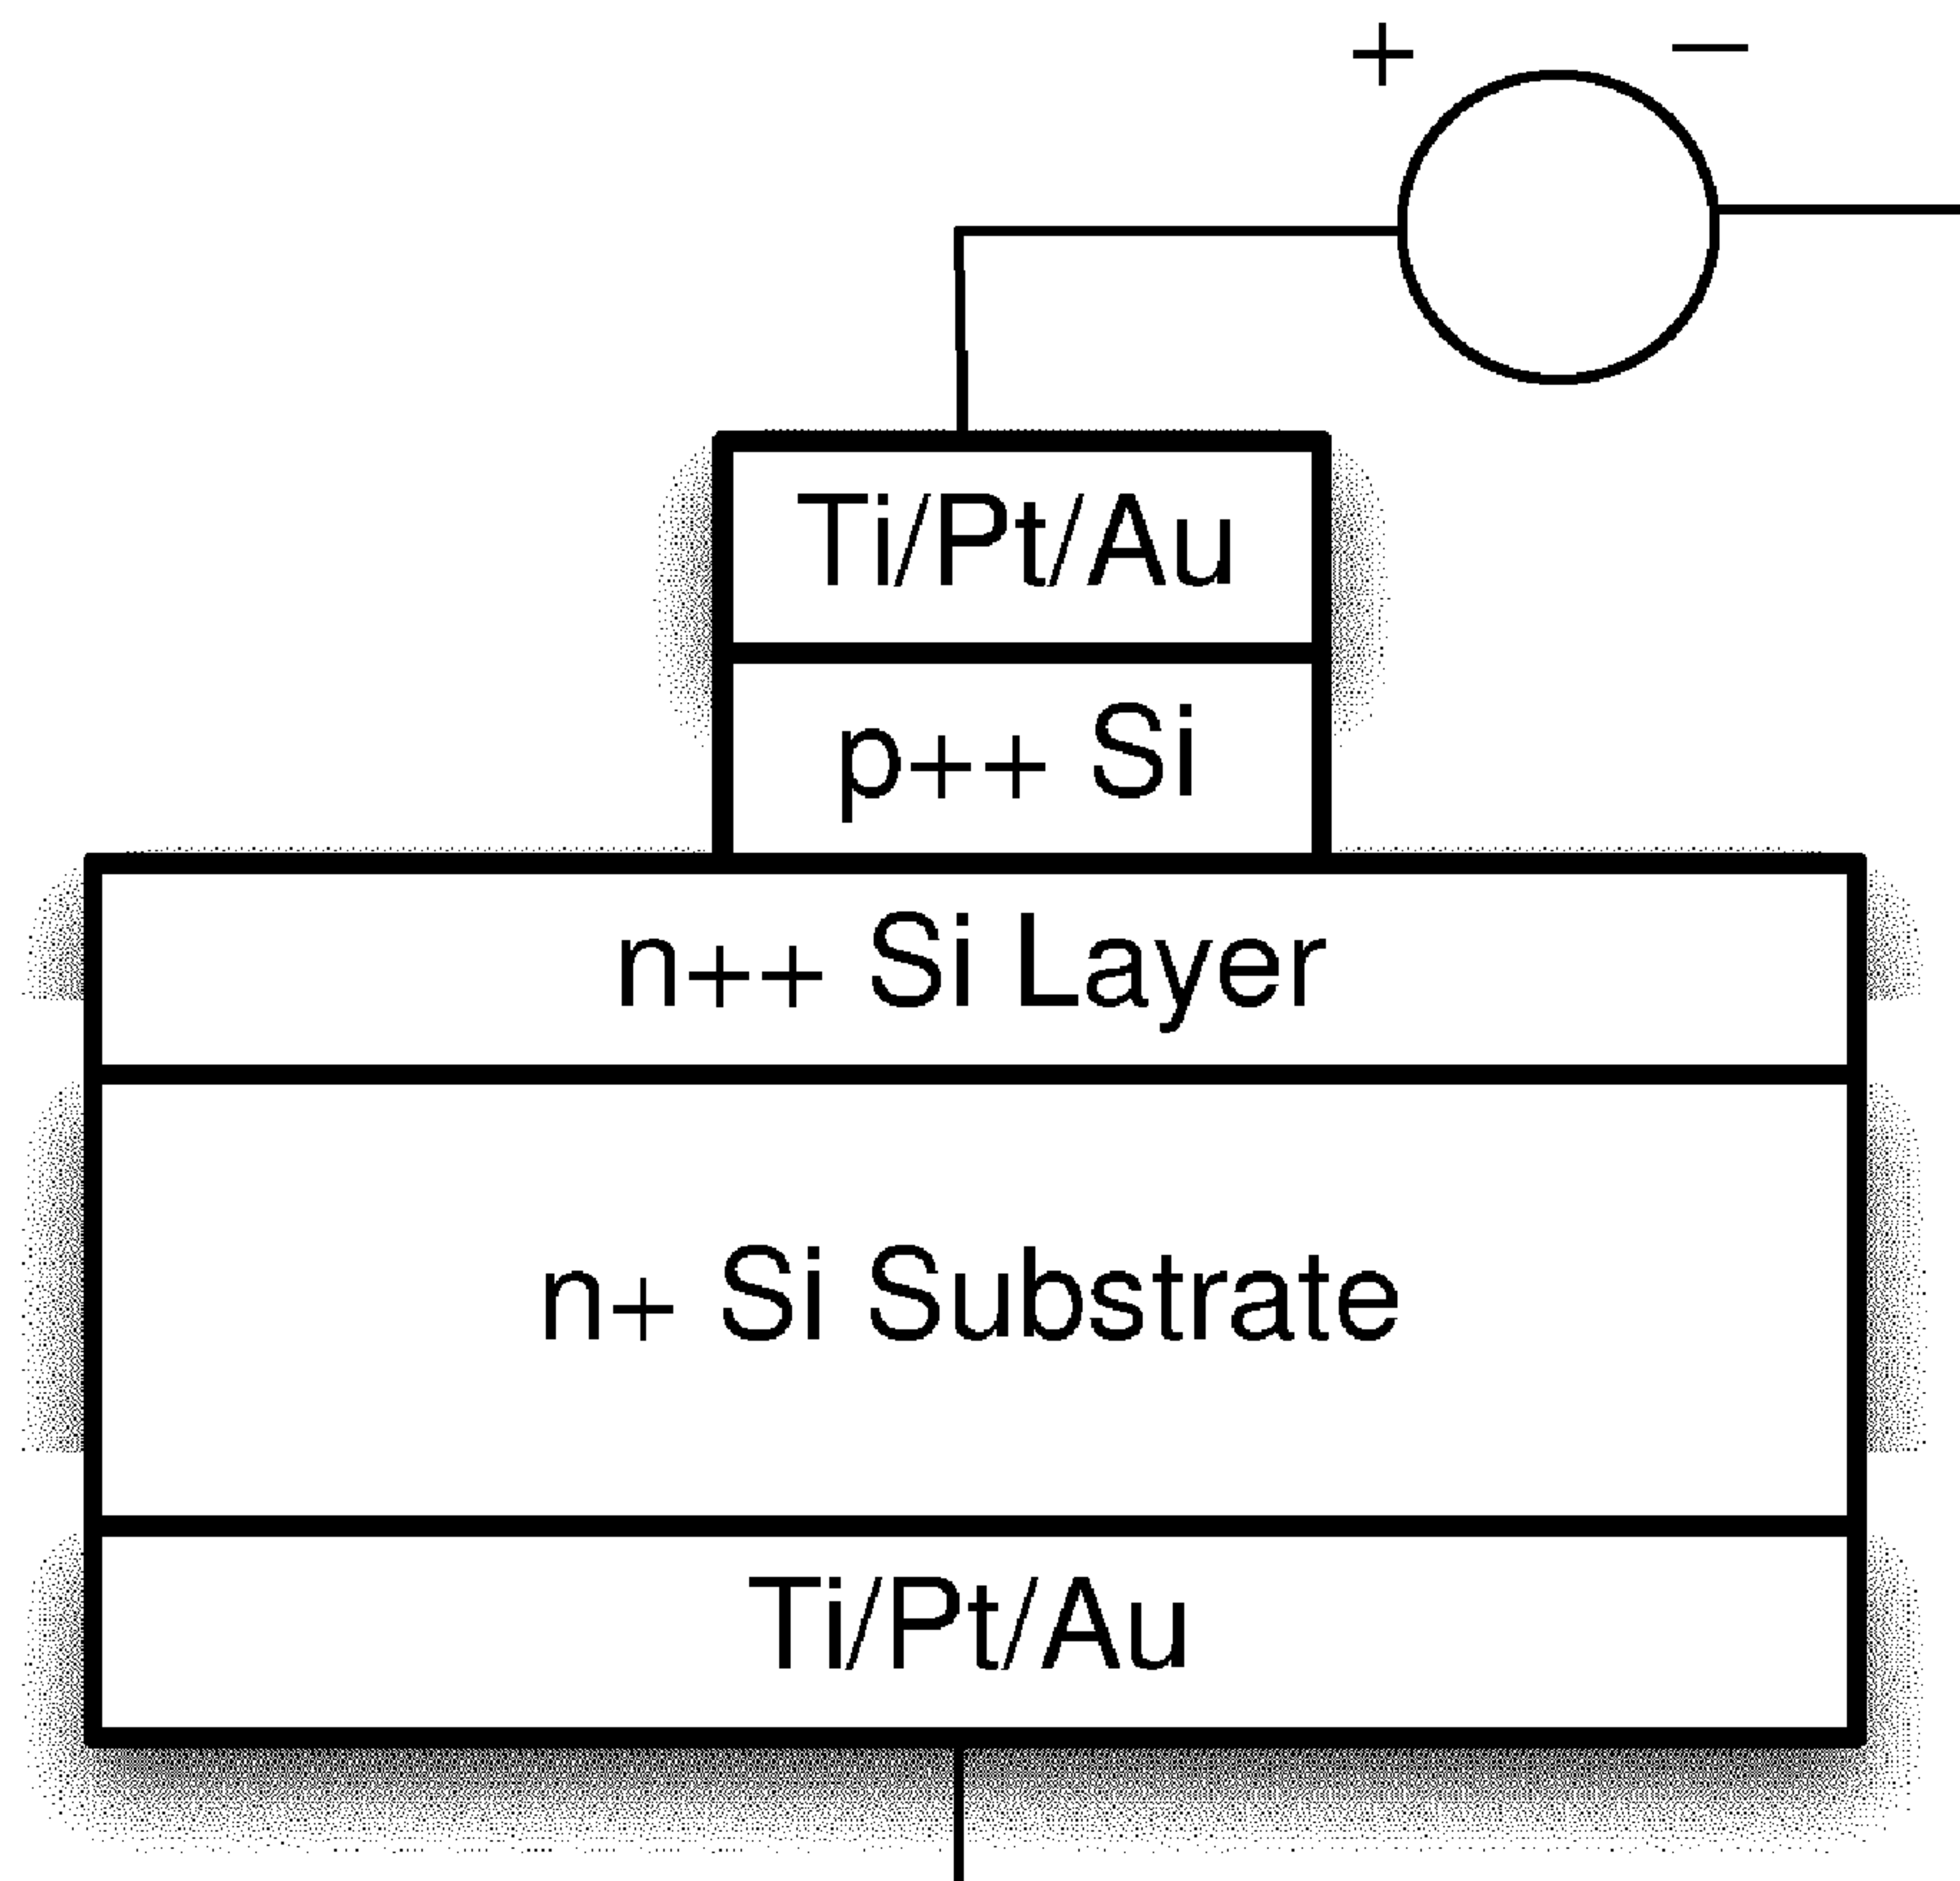 + —
Ti/Pt/Au
p++ Si
n++ Si Layer
n+ Si Substrate
Ti/Pt/Au